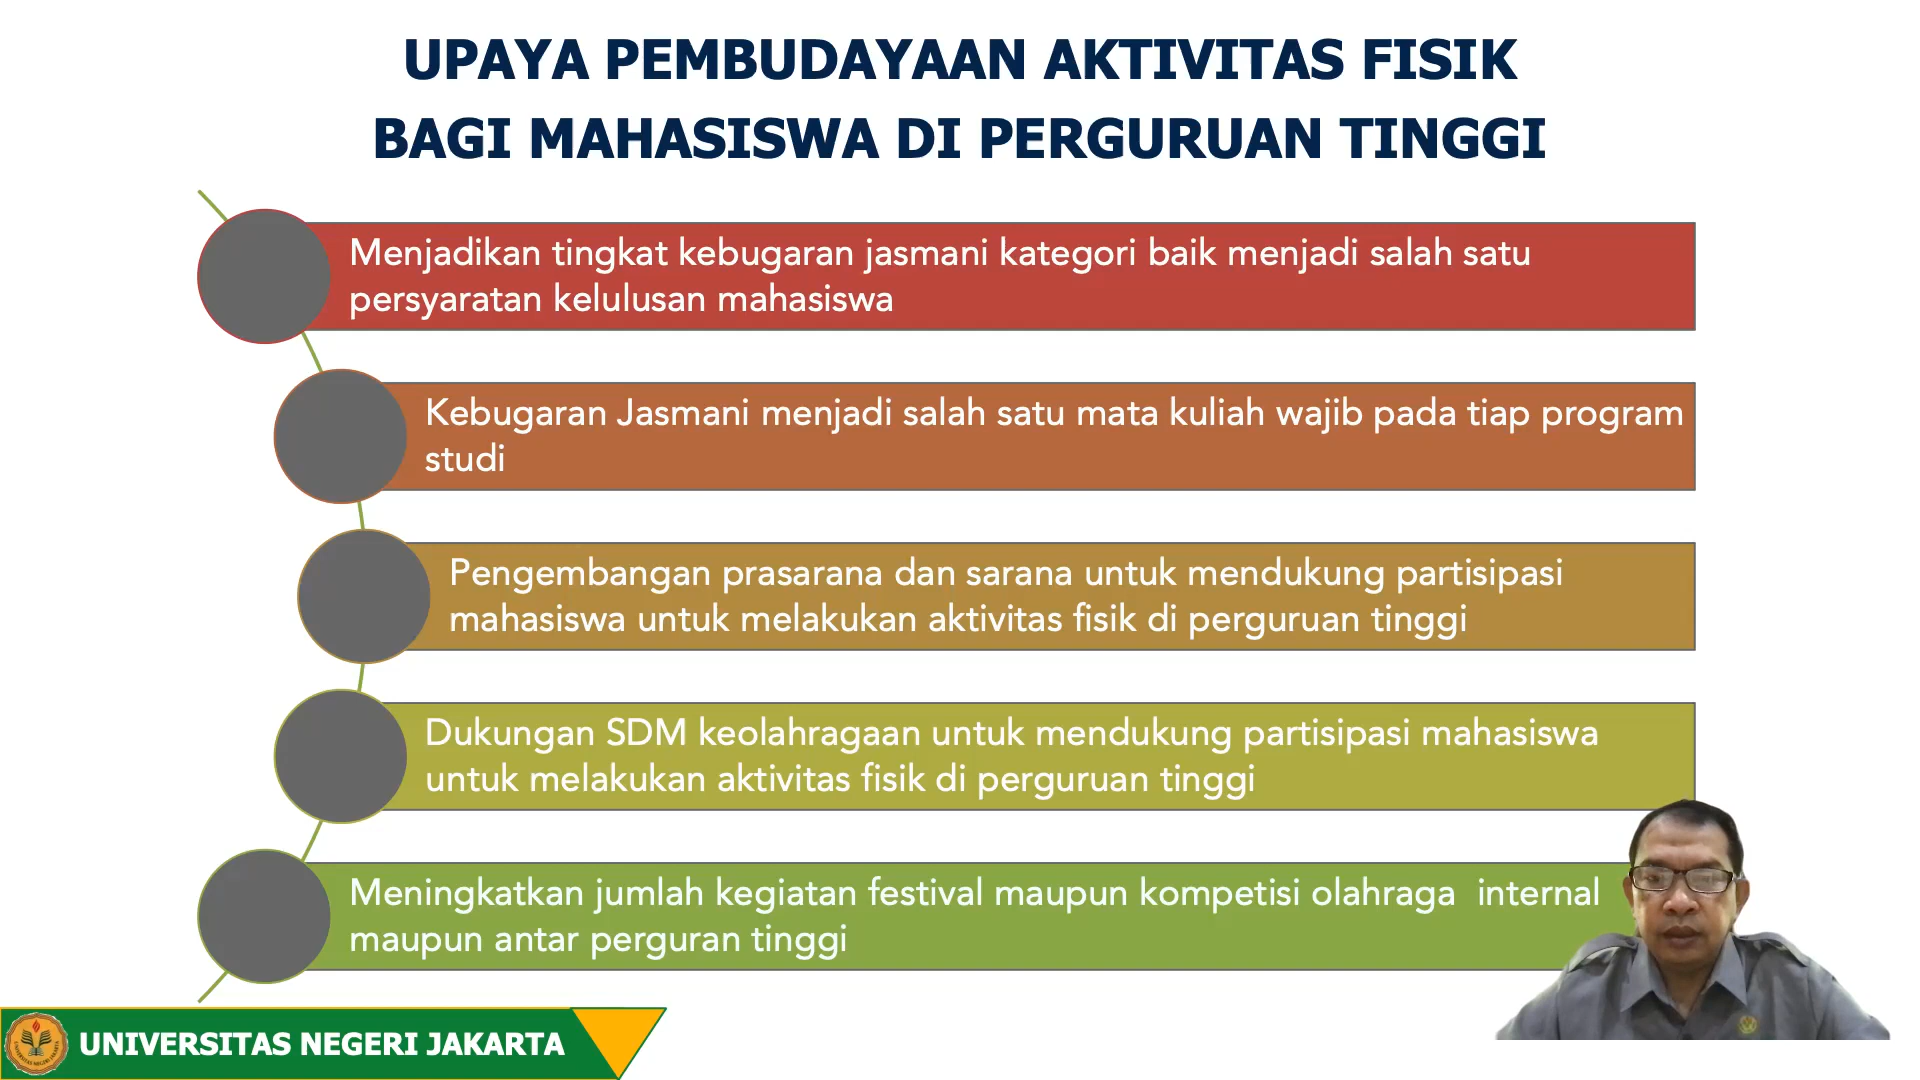 UPAYA PEMBUDAYAAN AKTIVITAS FISIK
BAGI MAHASISWA DI PERGURUAN TINGGI
Menjadikan tingkat kebugaran jasmani kategori baik menjadi salah satu
persyaratan kelulusan mahasiswa
Kebugaran Jasmani menjadi salah satu mata kuliah wajib pada tiap program
studi
Pengembangan prasarana dan sarana untuk mendukung partisipasi
mahasiswa untuk melakukan aktivitas fisik di perguruan tinggi
Dukungan SDM keolahragaan untuk mendukung partisipasi mahasiswa
untuk melakukan aktivitas fisik di perguruan tinggi
Meningkatkan jumlah kegiatan festival maupun kompetisi olahraga  internal
maupun antar perguran tinggi
UNIVERSITAS NEGERI JAKARTA